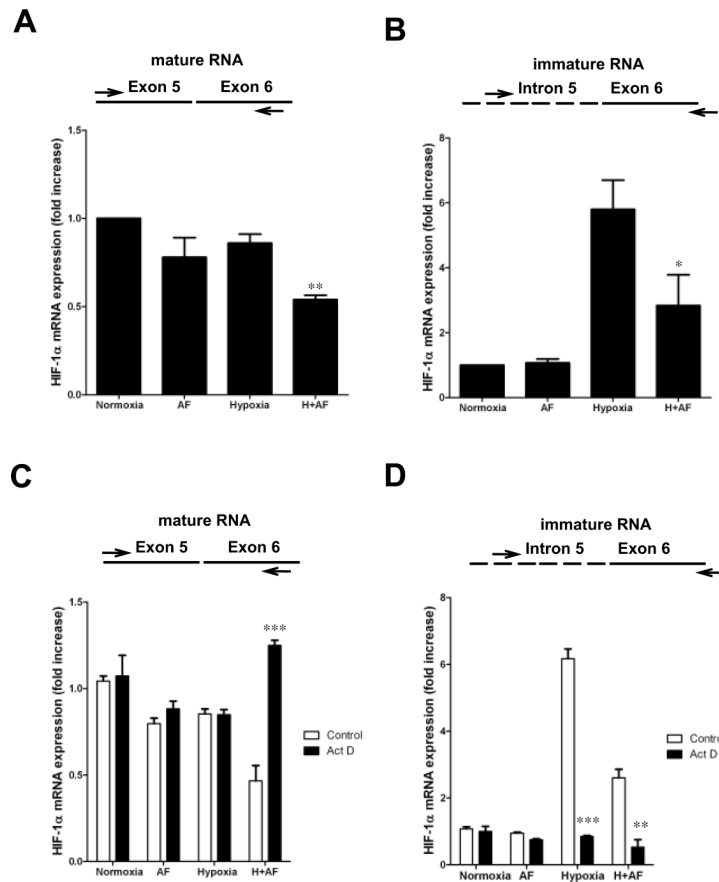 A
mature RNA
Exon 5 Exon 6
HIF-1α mRNA expression (fold increase)
1.5
1.0
0.5
0.0
Normoxia AF Hypoxia H+AF
**
B
immature RNA
Intron 5 Exon 6
HIF-1α mRNA expression (fold increase)
8
6
4
2
0
Normoxia AF Hypoxia H+AF
*
C
mature RNA
Exon 5 Exon 6
HIF-1α mRNA expression (fold increase)
1.5
1.0
0.5
0.0
Normoxia AF Hypoxia H+AF
***
Control
Act D
D
immature RNA
Intron 5 Exon 6
HIF-1α mRNA expression (fold increase)
8
6
4
2
0
Normoxia AF Hypoxia H+AF
***
**
Control
Act D